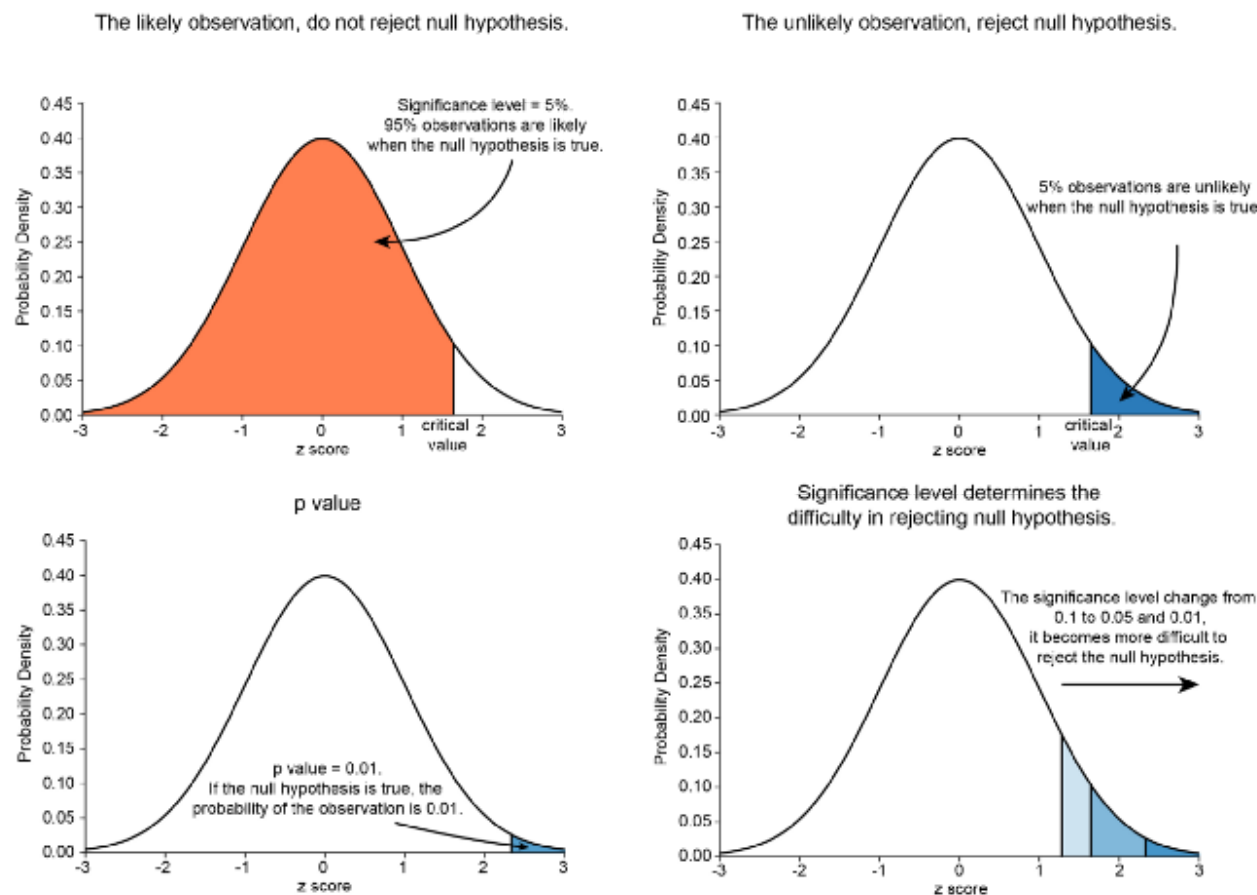 The likely observation, do not reject null hypothesis.
The unlikely observation, reject null hypothesis.
Significance level = 5%.
95% observations are likely
when the null hypothesis is true.
Probability Density
0.45
0.40
0.35
0.30
0.25
0.20
0.15
0.10
0.05
0.00
-3
-2
-1
0
1
critical
value
2
3
z score
5% observations are unlikely
when the null hypothesis is true
Probability Density
0.45
0.40
0.35
0.30
0.25
0.20
0.15
0.10
0.05
0.00
-3
-2
-1
0
1
critical
value
2
3
z score
p value
p value = 0.01.
If the null hypothesis is true, the
probability of the observation is 0.01.
Probability Density
0.45
0.40
0.35
0.30
0.25
0.20
0.15
0.10
0.05
0.00
-3
-2
-1
0
1
2
3
z score
Significance level determines the
difficulty in rejecting null hypothesis.
The significance level change from
0.1 to 0.05 and 0.01,
it becomes more difficult to
reject the null hypothesis.
Probability Density
0.45
0.40
0.35
0.30
0.25
0.20
0.15
0.10
0.05
0.00
-3
-2
-1
0
1
2
3
z score